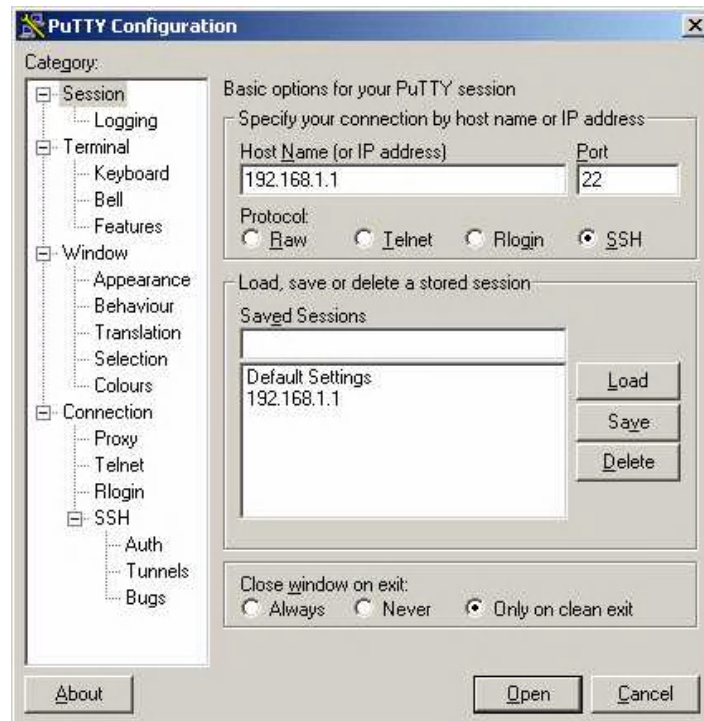 PuTTY Configuration
Category:
Session
Logging
Terminal
Keyboard
Bell
Features
Window
Appearance
Behaviour
Translation
Selection
Colours
Connection
Proxy
Telnet
Rlogin
SSH
Auth
Tunnels
Bugs
Basic options for your PuTTY session
Specify your connection by host name or IP address
Host Name (or IP address) Port
192.168.1.1 22
Protocol:
Raw Telnet Rlogin SSH
Load, save or delete a stored session
Saved Sessions
Default Settings
192.168.1.1
Load
Save
Delete
Close window on exit:
Always Never Only on clean exit
About Open Cancel